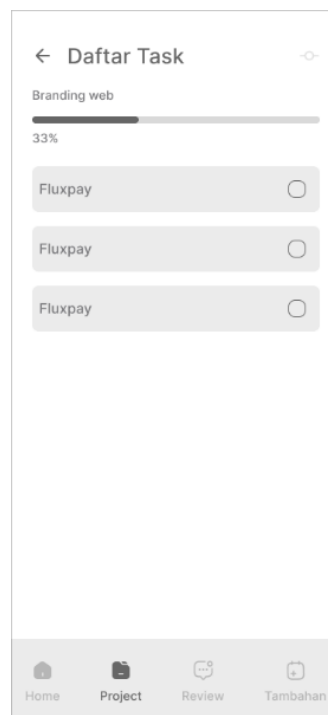 Daftar Task
Branding web
33%
Fluxpay
Fluxpay
Fluxpay
Home Project Review Tambahan